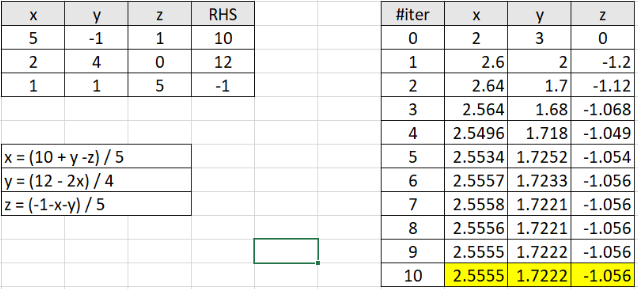 x y z RHS
5 -1 1 10
2 4 0 12
1 1 5 -1
x = (10 + y -z) / 5
y = (12 - 2x) / 4
z = (-1-x-y) / 5
#iter x y z
0 2 3 0
1 2.6 2 -1.2
2 2.64 1.7 -1.12
3 2.564 1.68 -1.068
4 2.5496 1.718 -1.049
5 2.5534 1.7252 -1.054
6 2.5557 1.7233 -1.056
7 2.5558 1.7221 -1.056
8 2.5556 1.7221 -1.056
9 2.5555 1.7222 -1.056
10 2.5555 1.7222 -1.056